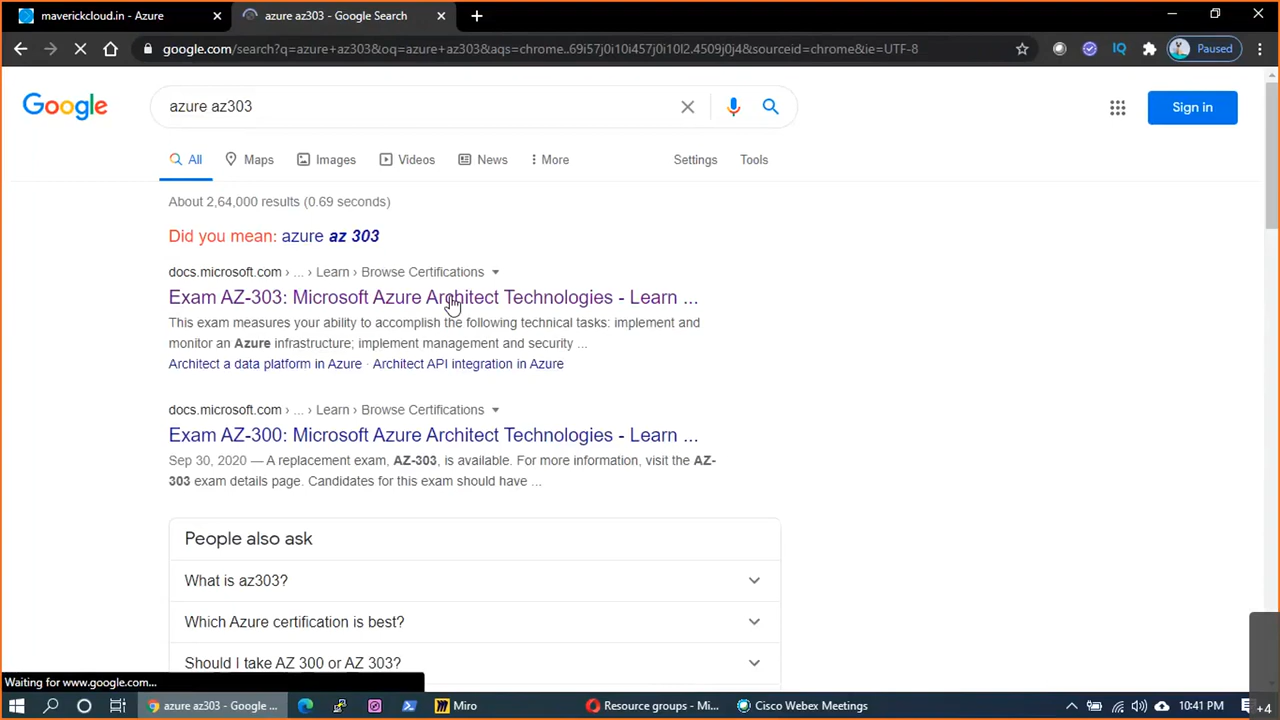 maverickcloud.in - Azure
azure az303 - Google Search
google.com/search?q=azure+az303&oq=azure+az303&aqs=chrome..69i57j0i10i457j0i10l2.4509j0j4&sourceid=chrome&ie=UTF-8
IQ
Paused
Google
azure az303
Sign in
All
Maps
Images
Videos
News
More
Settings
Tools
About 2,64,000 results (0.69 seconds)
Did you mean: azure az 303
docs.microsoft.com › ... › Learn › Browse Certifications
Exam AZ-303: Microsoft Azure Architect Technologies - Learn ...
This exam measures your ability to accomplish the following technical tasks: implement and
monitor an Azure infrastructure; implement management and security ...
Architect a data platform in Azure · Architect API integration in Azure
docs.microsoft.com › ... › Learn › Browse Certifications
Exam AZ-300: Microsoft Azure Architect Technologies - Learn ...
Sep 30, 2020 — A replacement exam, AZ-303, is available. For more information, visit the AZ-
303 exam details page. Candidates for this exam should have ...
People also ask
What is az303?
Which Azure certification is best?
Should I take AZ 300 or AZ 303?
Waiting for www.google.com...
azure az303 - Google ...
Miro
Resource groups - Mi...
Cisco Webex Meetings
10:41 PM
+4